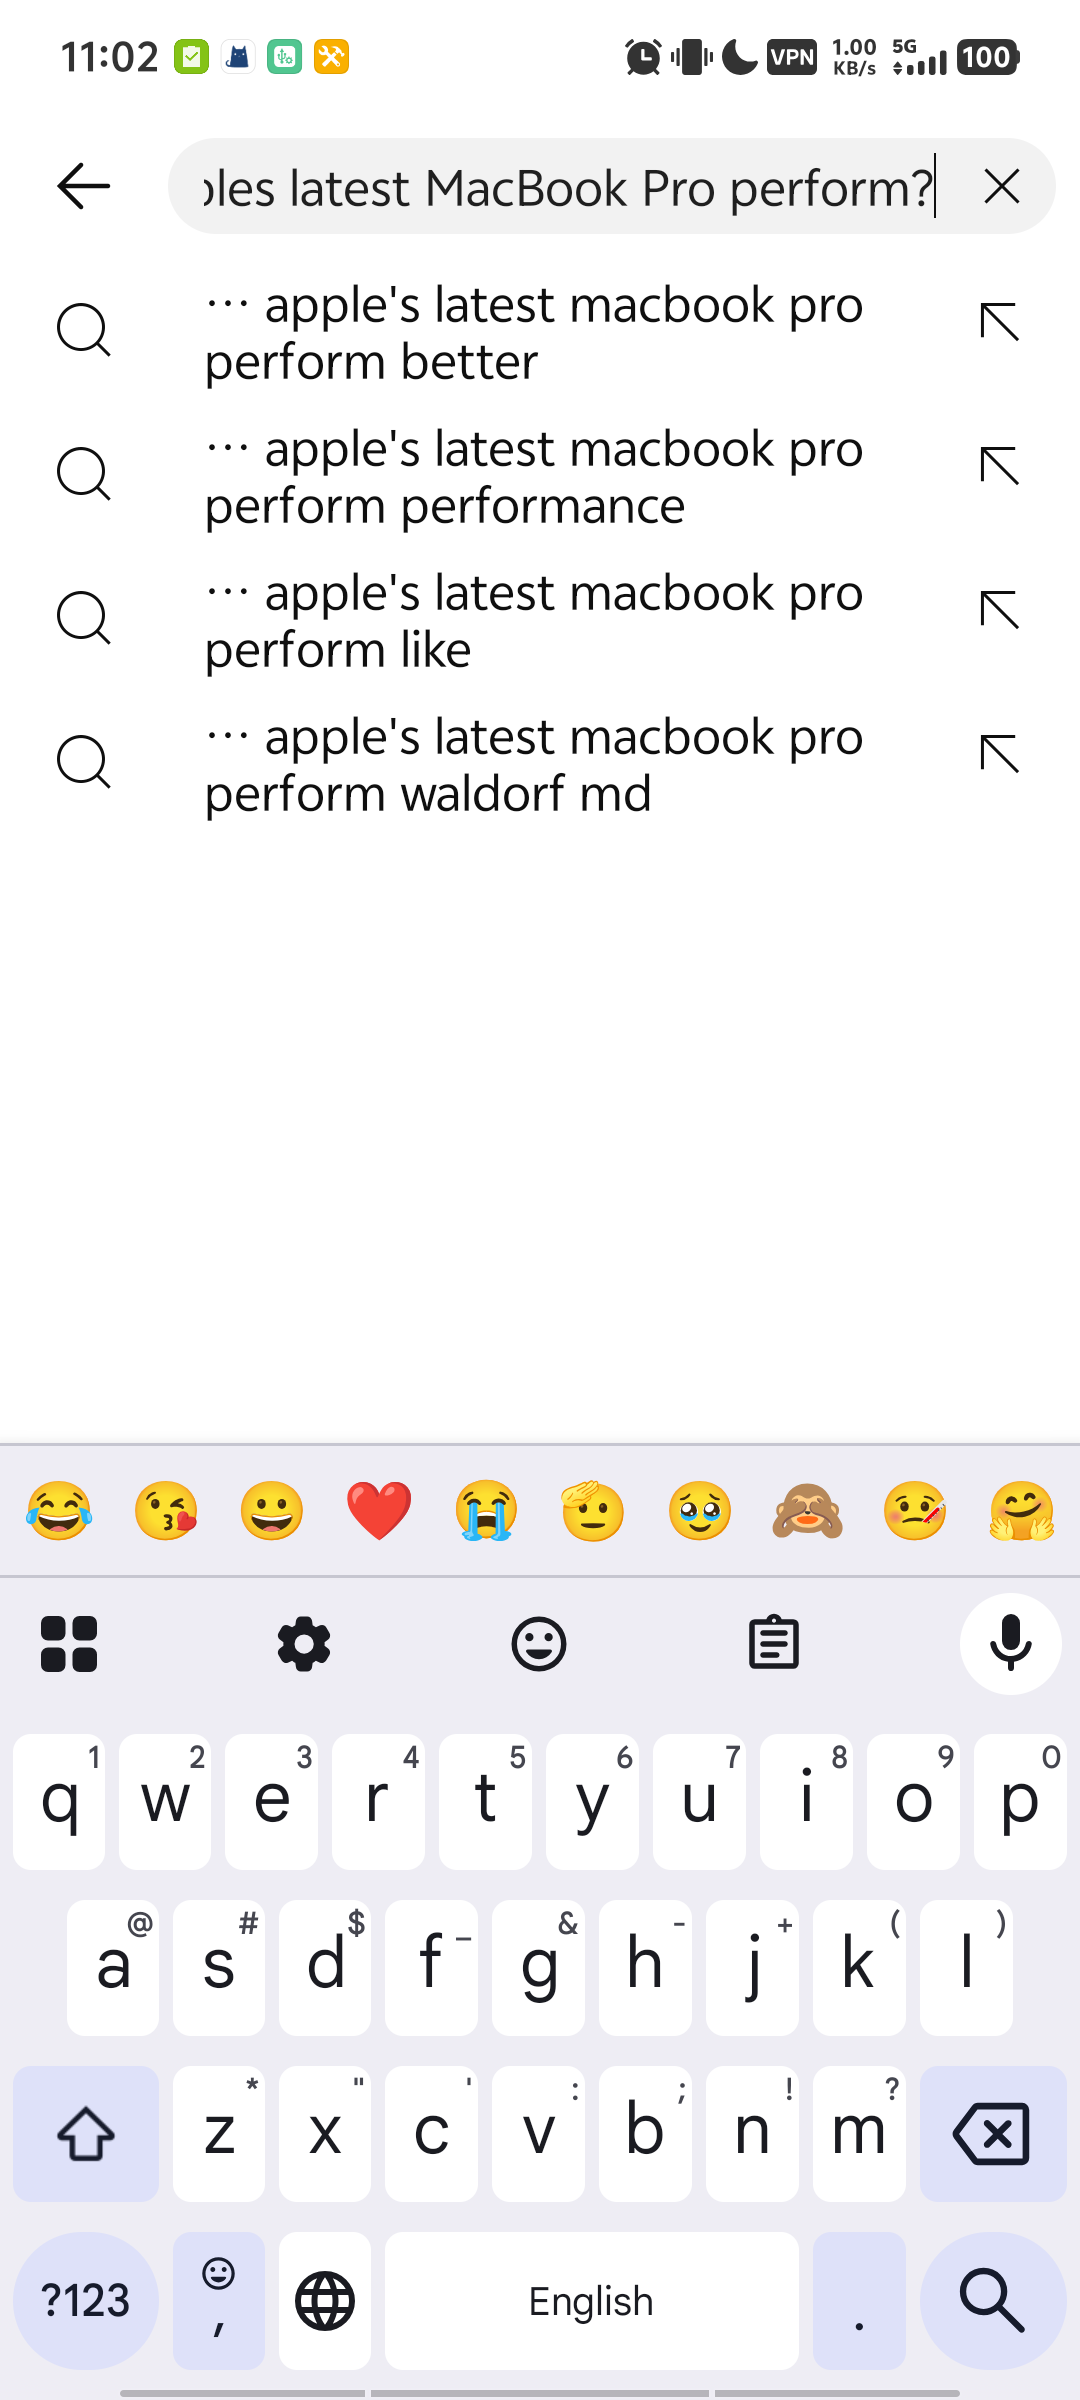 11:02
VPN
1.00
KB/s
5G
100
ples latest MacBook Pro perform?
··· apple's latest macbook pro
perform better
··· apple's latest macbook pro
perform performance
··· apple's latest macbook pro
perform like
··· apple's latest macbook pro
perform waldorf md
q 1 w 2 e 3 r 4 t 5 y 6 u 7 i 8 o 9 p 0
a @ s # d $ f _ g & h - j + k ( l )
z * x " c ' v : b ; n ! m ?
?123 , English .